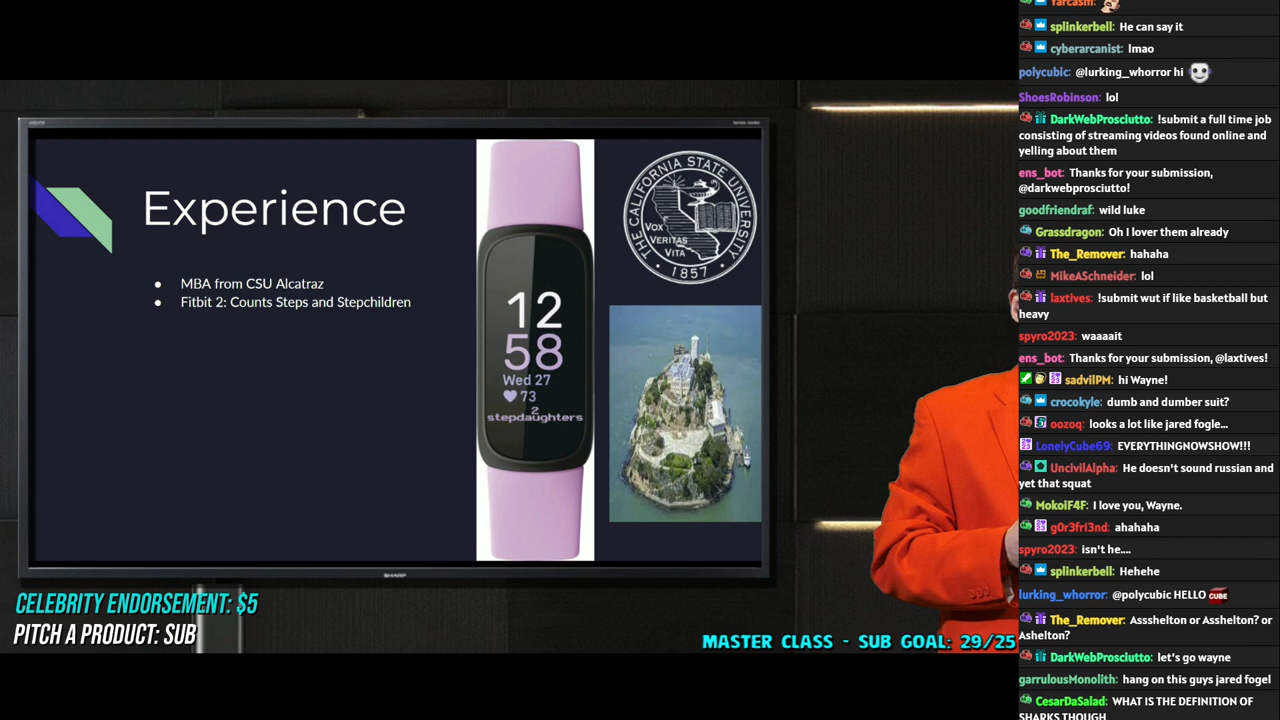 Experience
● MBA from CSU Alcatraz
● Fitbit 2: Counts Steps and Stepchildren
12
58
Wed 27
73
2
stepdaughters
THE CALIFORNIA STATE UNIVERSITY
VOX
VERITAS
VITA
• 1857 •
SHARP
CELEBRITY ENDORSEMENT: $5
PITCH A PRODUCT: SUB
MASTER CLASS - SUB GOAL: 29/25
Yarcasm:
splinkerbell: He can say it
cyberarcanist: lmao
polycubic: @lurking_whorror hi
ShoesRobinson: lol
DarkWebProsciutto: !submit a full time job
consisting of streaming videos found online and
yelling about them
ens_bot: Thanks for your submission,
@darkwebprosciutto!
goodfriendraf: wild luke
Grassdragon: Oh I lover them already
The_Remover: hahaha
MikeASchneider: lol
laxtives: !submit wut if like basketball but
heavy
spyro2023: waaaait
ens_bot: Thanks for your submission, @laxtives!
sadvilPM: hi Wayne!
crocokyle: dumb and dumber suit?
oozoq: looks a lot like jared fogle...
LonelyCube69: EVERYTHINGNOWSHOW!!!
UncivilAlpha: He doesn't sound russian and
yet that squat
MokoiF4F: I love you, Wayne.
g0r3fri3nd: ahahaha
spyro2023: isn't he....
splinkerbell: Hehehe
lurking_whorror: @polycubic HELLO CUBE
The_Remover: Assshelton or Asshelton? or
Ashelton?
DarkWebProsciutto: let's go wayne
garrulousMonolith: hang on this guys jared fogel
CesarDaSalad: WHAT IS THE DEFINITION OF
SHARKS THOUGH